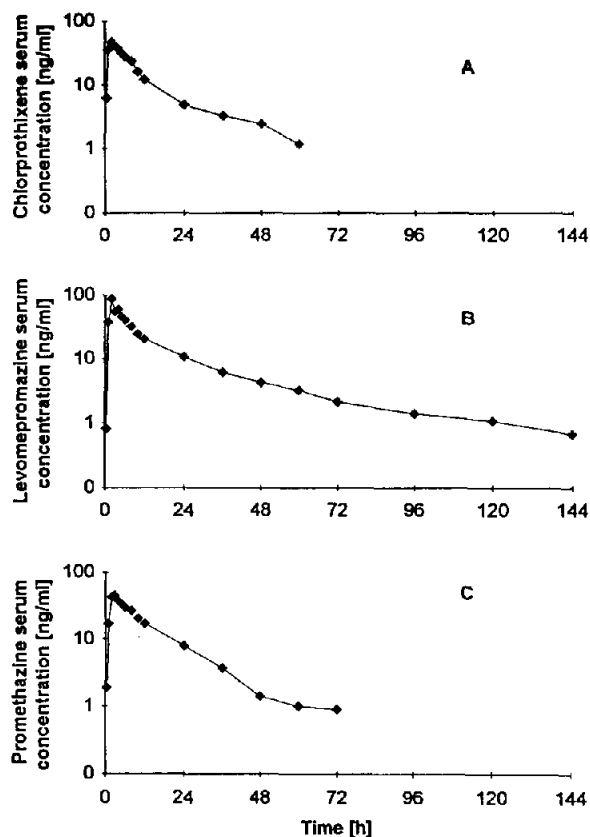 Chlorprothixene serum
concentration [ng/ml]
100
10
1
0
A
0 24 48 72 96 120 144
Levomepromazine serum
concentration [ng/ml]
100
10
1
0
B
0 24 48 72 96 120 144
Promethazine serum
concentration [ng/ml]
100
10
1
0
C
0 24 48 72 96 120 144
Time [h]